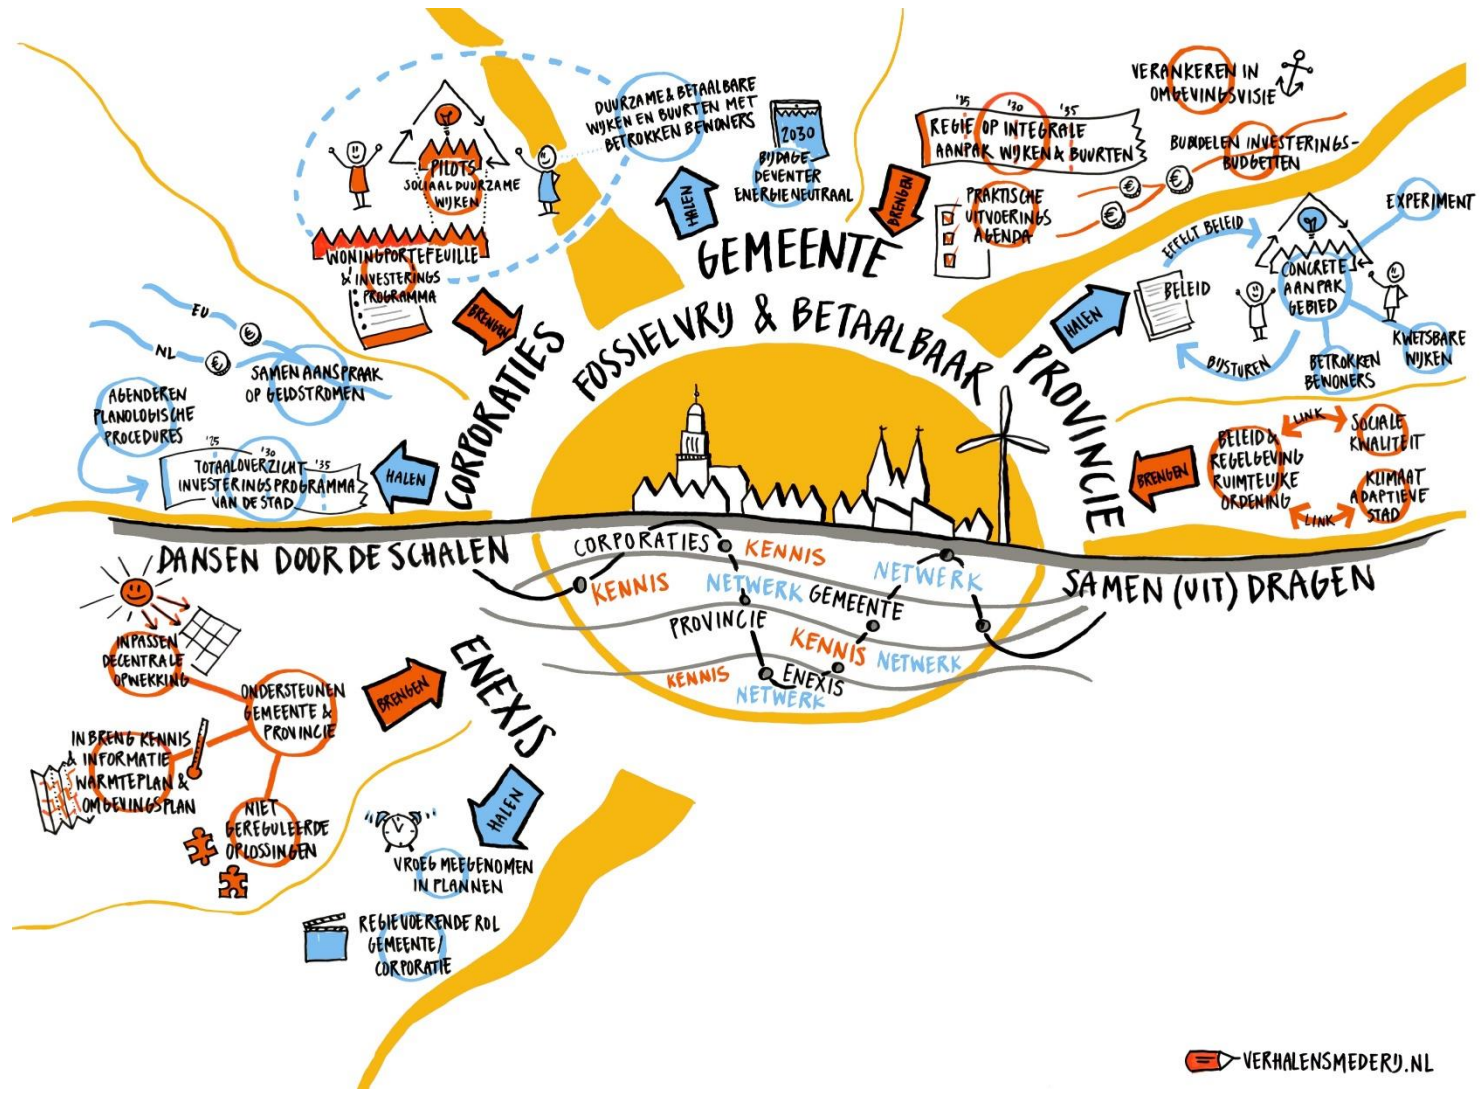 PILOTS
SOCIAAL DUURZAME
WIJKEN
WONINGPORTEFEUILLE
& INVESTERINGS
PROGRAMMA
BRENGEN
CORPORATIES
EU
NL
SAMEN AANSPRAAK
OP GELDSTROMEN
AGENDEREN
PLANOLOGISCHE
PROCEDURES
'25
'30
'35
TOTAALOVERZICHT
INVESTERINGSPROGRAMMA
VAN DE STAD
HALEN
DUURZAME & BETAALBARE
WIJKEN EN BUURTEN MET
BETROKKEN BEWONERS
2030
BIJDAGE
DEVENTER
ENERGIENEUTRAAL
HALEN
GEMEENTE
BRENGEN
'25
'30
'35
REGIE OP INTEGRALE
AANPAK WIJKEN & BUURTEN
PRAKTISCHE
UITVOERINGS
AGENDA
VERANKEREN IN
OMGEVINGSVISIE
BUNDELEN INVESTERINGS-
BUDGETTEN
FOSSIELVRIJ & BETAALBAAR
PROVINCIE
HALEN
BELEID
EFFELT BELEID
BIJSTUREN
CONCRETE
AANPAK
GEBIED
EXPERIMENT
KWETSBARE
WIJKEN
BETROKKEN
BEWONERS
BRENGEN
BELEID &
REGELGEVING
RUIMTELIJKE
ORDENING
LINK
SOCIALE
KWALITEIT
LINK
KLIMAAT
ADAPTIEVE
STAD
DANSEN DOOR DE SCHALEN
SAMEN (UIT) DRAGEN
CORPORATIES
KENNIS
KENNIS
NETWERK
NETWERK
GEMEENTE
PROVINCIE
KENNIS
NETWERK
KENNIS
ENEXIS
NETWERK
ENEXIS
BRENGEN
ONDERSTEUNEN
GEMEENTE &
PROVINCIE
INPASSEN
DECENTRALE
OPWEKKING
INBRENG KENNIS
& INFORMATIE
WARMTEPLAN &
OMGEVINGSPLAN
NIET
GEREGULEERDE
OPLOSSINGEN
HALEN
VROEG MEEGENOMEN
IN PLANNEN
REGIEVOERENDE ROL
GEMEENTE/
CORPORATIE
VERHALENSMEDERIJ.NL